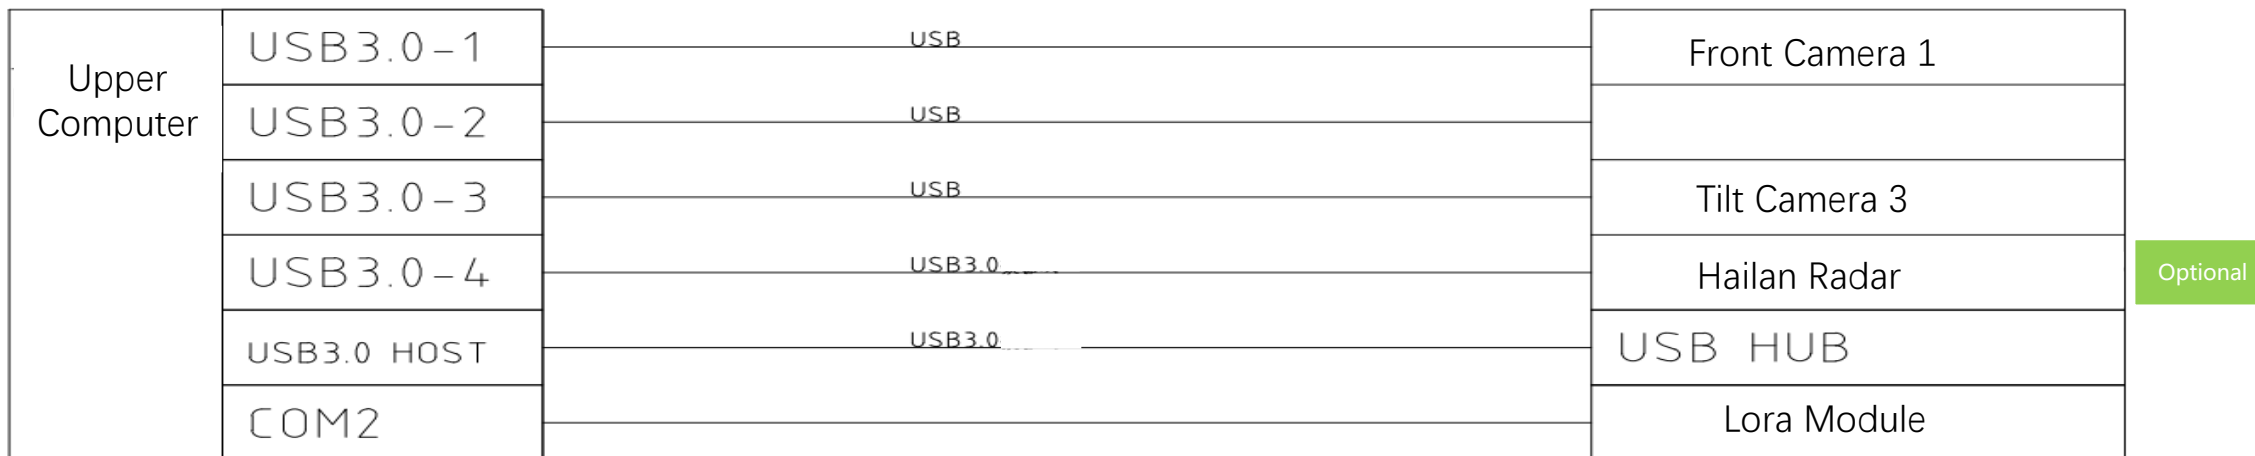 Upper
Computer
USB3.0-1
USB
Front Camera 1
USB3.0-2
USB
USB3.0-3
USB
Tilt Camera 3
USB3.0-4
USB3.0
Hailan Radar
Optional
USB3.0 HOST
USB3.0
USB HUB
COM2
Lora Module